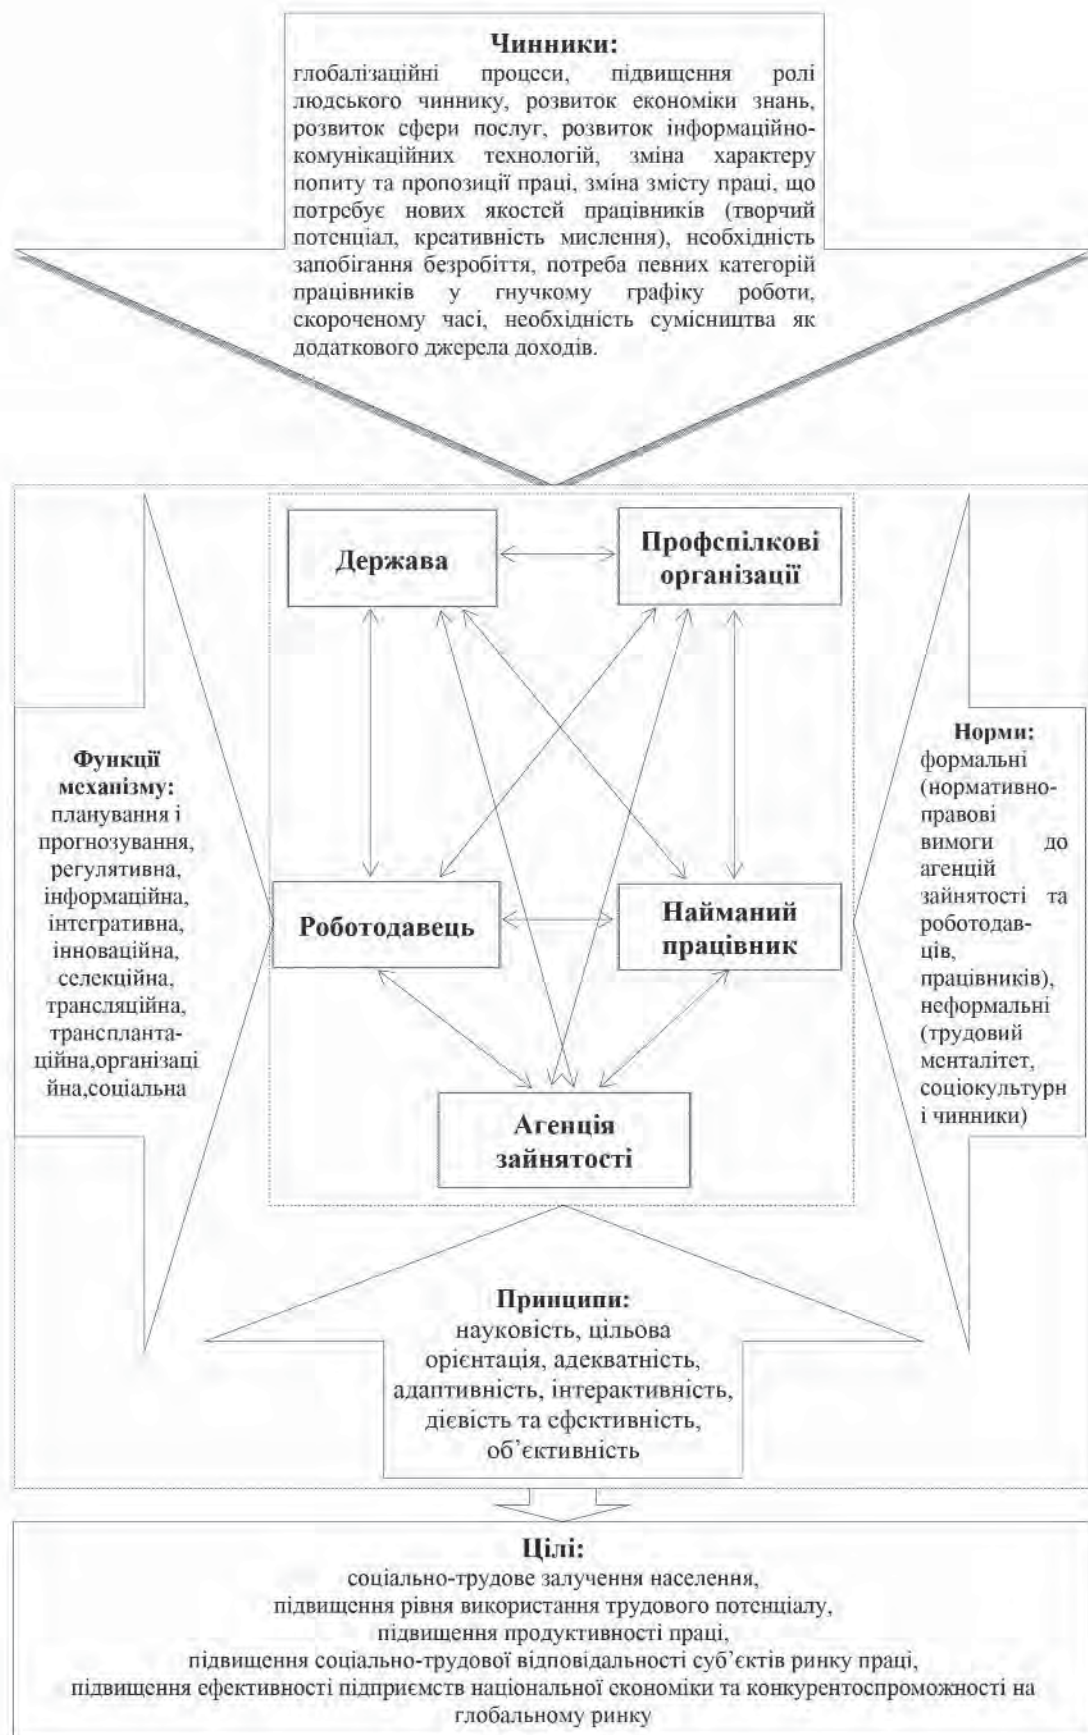 Чинники:
глобалізаційні процеси, підвищення ролі
людського чиннику, розвиток економіки знань,
розвиток сфери послуг, розвиток інформаційно-
комунікаційних технологій, зміна характеру
попиту та пропозиції праці, зміна змісту праці, що
потребує нових якостей працівників (творчий
потенціал, креативність мислення), необхідність
запобігання безробіття, потреба певних категорій
працівників у гнучкому графіку роботи,
скороченому часі, необхідність сумісництва як
додаткового джерела доходів.
Держава
Профспілкові
організації
Функції
механізму:
планування і
прогнозування,
регулятивна,
інформаційна,
інтегративна,
інноваційна,
селекційна,
трансляційна,
транспланта-
ційна,організаці
йна,соціальна
Роботодавець
Найманий
працівник
Норми:
формальні
(нормативно-
правові
вимоги до
агенцій
зайнятості та
роботодав-
ців,
працівників),
неформальні
(трудовий
менталітет,
соціокультурн
і чинники)
Агенція
зайнятості
Принципи:
науковість, цільова
орієнтація, адекватність,
адаптивність, інтерактивність,
дієвість та ефективність,
об’єктивність
Цілі:
соціально-трудове залучення населення,
підвищення рівня використання трудового потенціалу,
підвищення продуктивності праці,
підвищення соціально-трудової відповідальності суб’єктів ринку праці,
підвищення ефективності підприємств національної економіки та конкурентоспроможності на
глобальному ринку